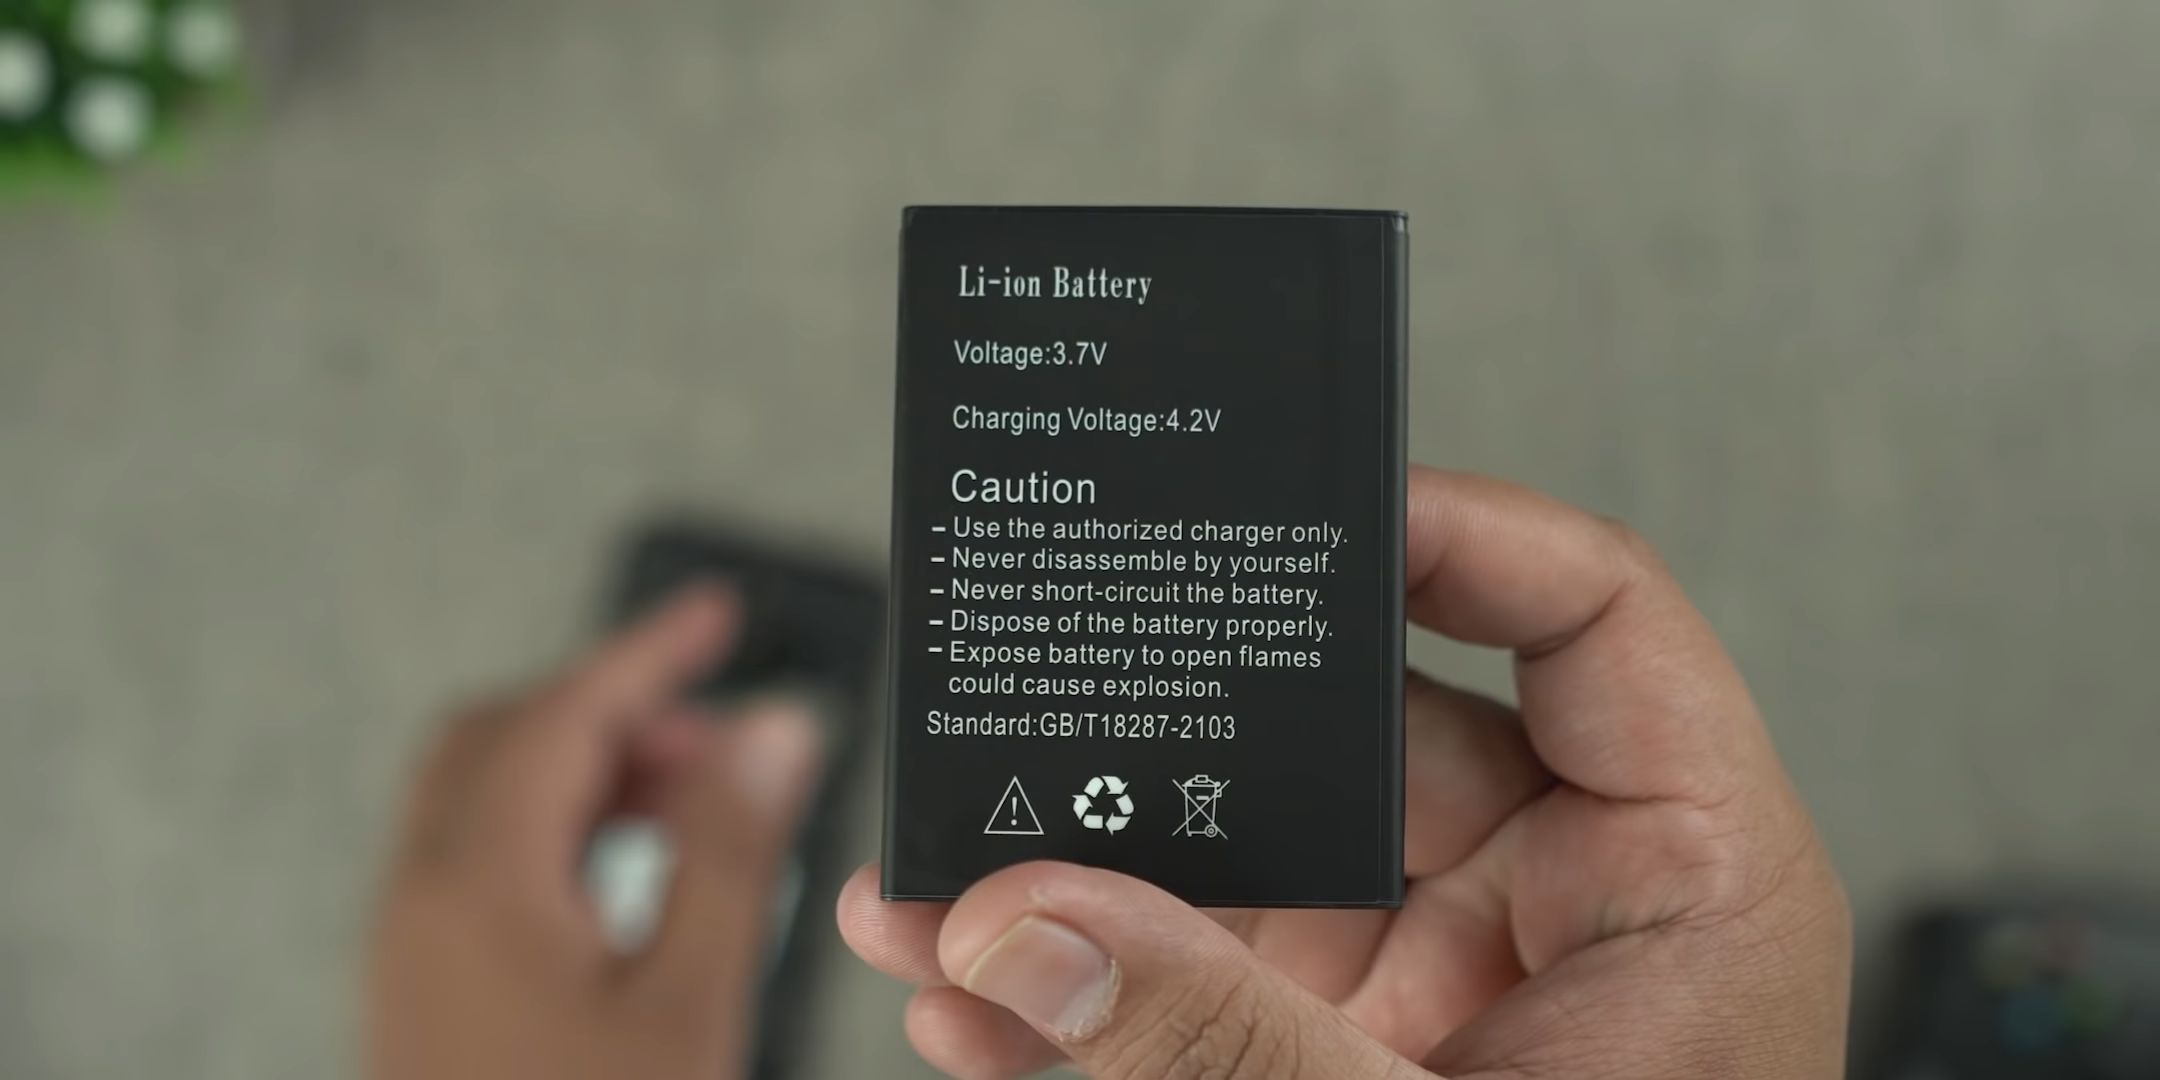 Li-ion Battery
Voltage:3.7V
Charging Voltage:4.2V
Caution
– Use the authorized charger only.
– Never disassemble by yourself.
– Never short-circuit the battery.
– Dispose of the battery properly.
– Expose battery to open flames
could cause explosion.
Standard:GB/T18287-2103